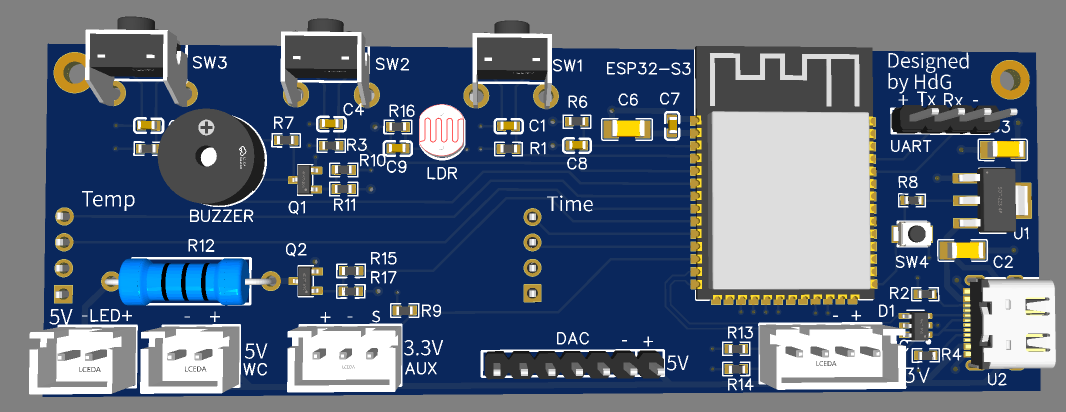 SW3
SW2
SW1
ESP32-S3
Designed
by HdG
+ Tx Rx -
UART
C4
R16
R7
R3
R10
C9
R11
Q1
LDR
C1
R1
R6
C8
C6
C7
BUZZER
Temp
Time
R8
SW4
U1
C2
R12
Q2
R15
R17
R9
5V
-LED+
LCEDA
- +
5V
WC
LCEDA
+ - S
3.3V
AUX
LCEDA
DAC
- +
5V
R13
R14
- +
LCEDA
R2
D1
R4
U2